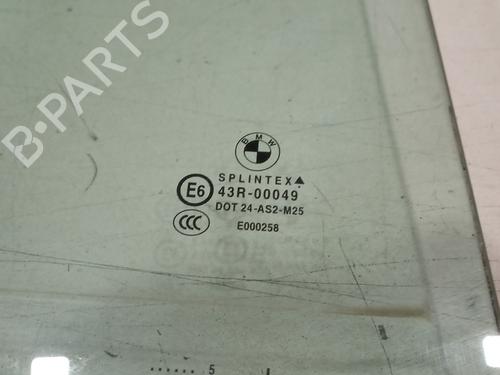 B-PARTS
BMW
SPLINTEX
E6 43R-00049
DOT 24-AS2-M25
CCC E000258
...... 5